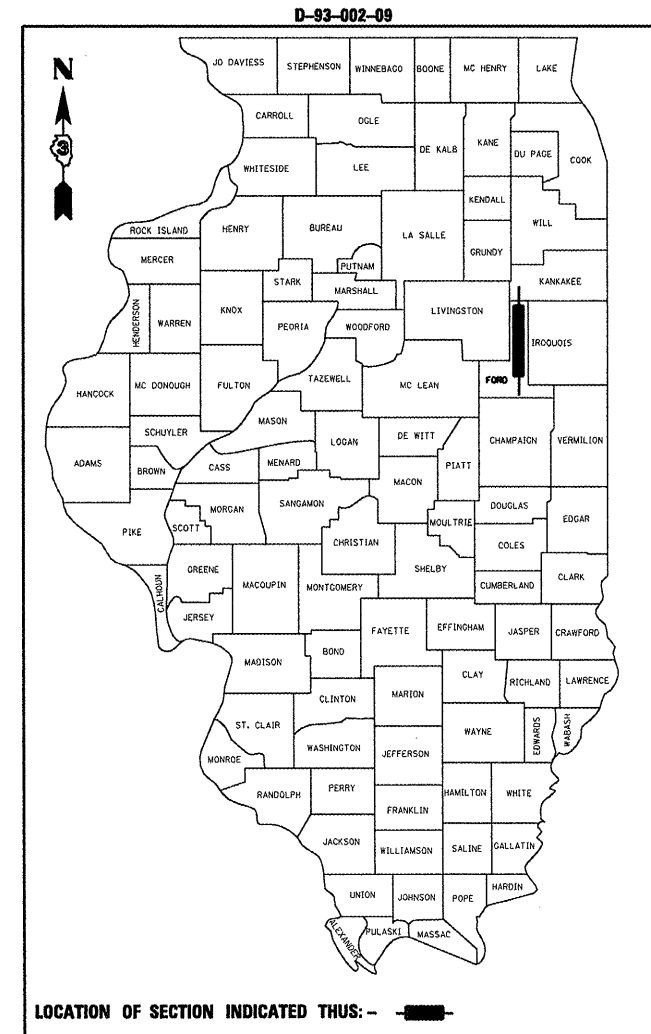 D-93-002-09
N
3
JO DAVIESS
STEPHENSON
WINNEBAGO
BOONE
MC HENRY
LAKE
CARROLL
OGLE
DE KALB
KANE
DU PAGE
COOK
WHITESIDE
LEE
KENDALL
WILL
ROCK ISLAND
HENRY
BUREAU
LA SALLE
GRUNDY
MERCER
PUTNAM
KANKAKEE
STARK
MARSHALL
HENDERSON
WARREN
KNOX
PEORIA
WOODFORD
LIVINGSTON
IROQUOIS
HANCOCK
MC DONOUGH
FULTON
TAZEWELL
MC LEAN
FORD
SCHUYLER
MASON
LOGAN
DE WITT
CHAMPAIGN
VERMILION
ADAMS
BROWN
CASS
MENARD
MACON
PIATT
PIKE
SCOTT
MORGAN
SANGAMON
CHRISTIAN
MOULTRIE
DOUGLAS
EDGAR
COLES
CALHOUN
GREENE
MACOUPIN
MONTGOMERY
SHELBY
CUMBERLAND
CLARK
JERSEY
FAYETTE
EFFINGHAM
JASPER
CRAWFORD
MADISON
BOND
CLAY
RICHLAND
LAWRENCE
CLINTON
MARION
ST. CLAIR
WAYNE
EDWARDS
WABASH
MONROE
WASHINGTON
JEFFERSON
RANDOLPH
PERRY
HAMILTON
WHITE
FRANKLIN
JACKSON
WILLIAMSON
SALINE
GALLATIN
UNION
JOHNSON
POPE
HARDIN
ALEXANDER
PULASKI
MASSAC
LOCATION OF SECTION INDICATED THUS: -